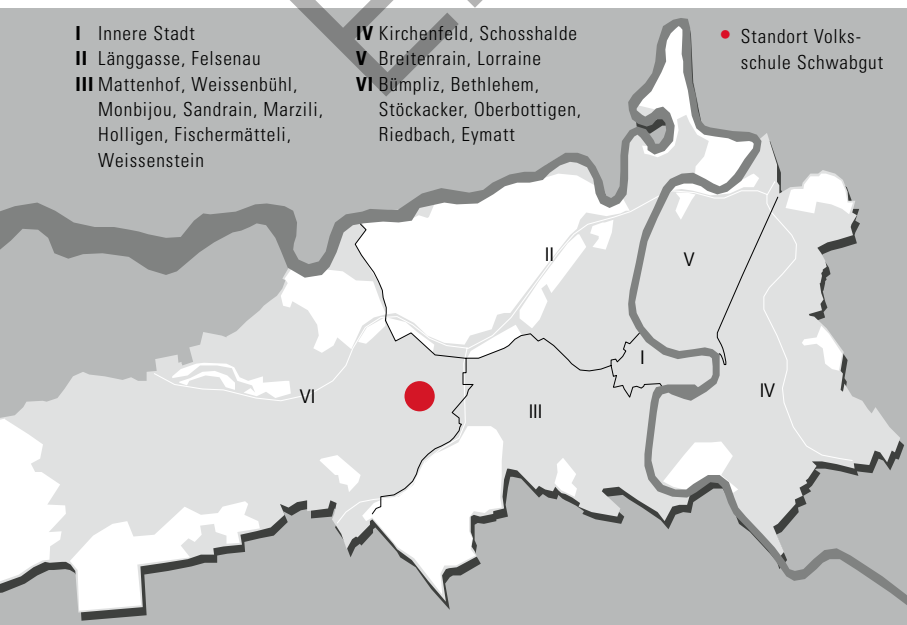 I Innere Stadt
II Länggasse, Felsenau
III Mattenhof, Weissenbühl,
Monbijou, Sandrain, Marzili,
Holligen, Fischermätteli,
Weissenstein
IV Kirchenfeld, Schosshalde
V Breitenrain, Lorraine
VI Bümpliz, Bethlehem,
Stöckacker, Oberbottigen,
Riedbach, Eymatt
Standort Volks-
schule Schwabgut
II
V
I
VI
IV
III